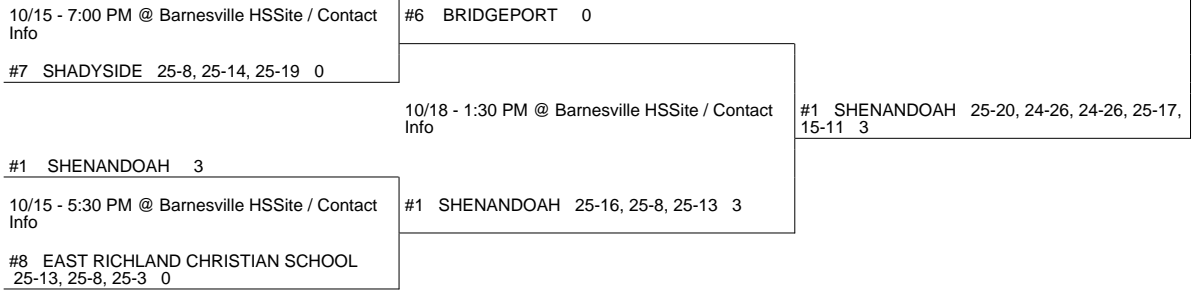 10/15 - 7:00 PM @ Barnesville HSSite / Contact
Info
#6 BRIDGEPORT 0
#7 SHADYSIDE 25-8, 25-14, 25-19 0
10/18 - 1:30 PM @ Barnesville HSSite / Contact
Info
#1 SHENANDOAH 25-20, 24-26, 24-26, 25-17,
15-11 3
#1 SHENANDOAH 3
10/15 - 5:30 PM @ Barnesville HSSite / Contact
Info
#1 SHENANDOAH 25-16, 25-8, 25-13 3
#8 EAST RICHLAND CHRISTIAN SCHOOL
25-13, 25-8, 25-3 0